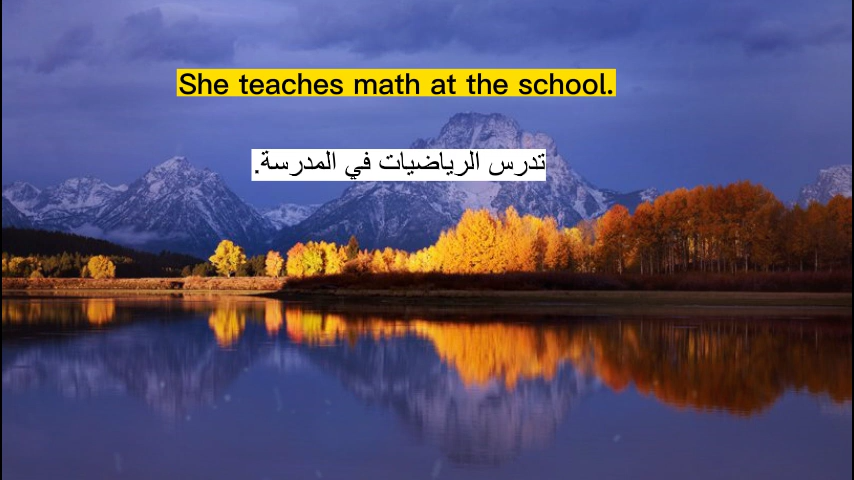 She teaches math at the school.
تدرس الرياضيات في المدرسة.